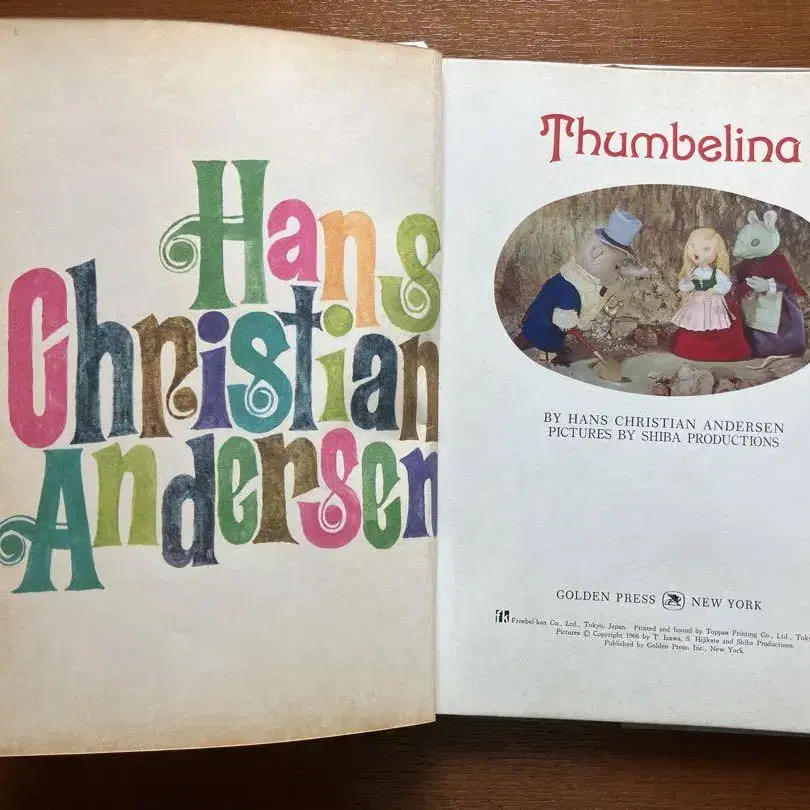 Hans
Christian
Andersen
Thumbelina
BY HANS CHRISTIAN ANDERSEN
PICTURES BY SHIBA PRODUCTIONS
GOLDEN PRESS NEW YORK
fk Froebel-kan Co., Ltd., Tokyo, Japan. Printed and bound by Toppan Printing Co., Ltd., Toky
Pictures © Copyright 1966 by T. Izawa, S. Hijikata and Shiba Productions.
Published by Golden Press, Inc., New York.